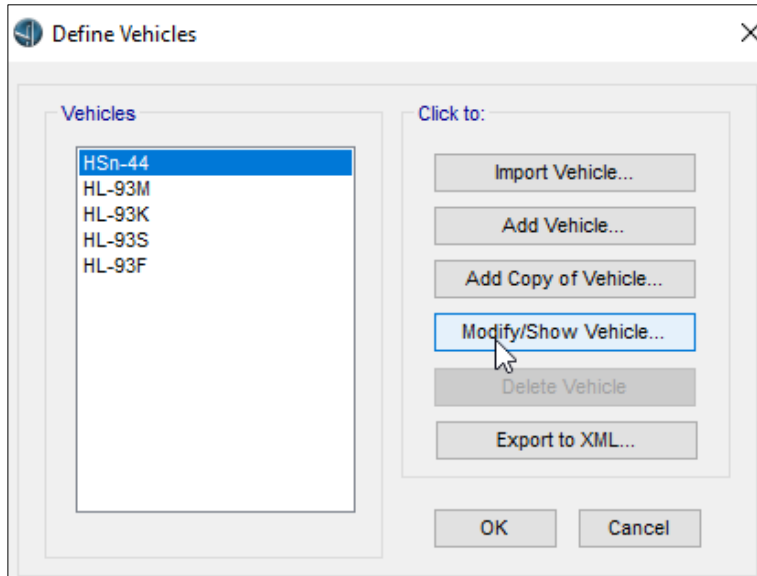 Define Vehicles
Vehicles
HSn-44
HL-93M
HL-93K
HL-93S
HL-93F
Click to:
Import Vehicle...
Add Vehicle...
Add Copy of Vehicle...
Modify/Show Vehicle...
Delete Vehicle
Export to XML...
OK
Cancel